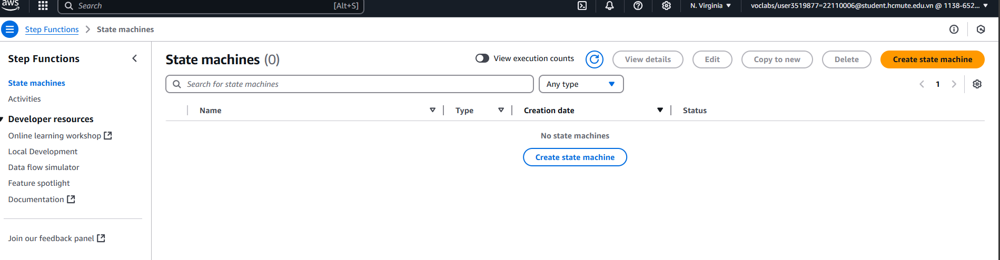 aws
Search [Alt+S] N. Virginia voclabs/user3519877=22110006@student.hcmute.edu.vn @ 1138-652...
Step Functions State machines
Step Functions
State machines
Activities
Developer resources
Online learning workshop
Local Development
Data flow simulator
Feature spotlight
Documentation
Join our feedback panel
State machines (0) View execution counts View details Edit Copy to new Delete Create state machine
Search for state machines Any type 1
Name Type Creation date Status
No state machines
Create state machine